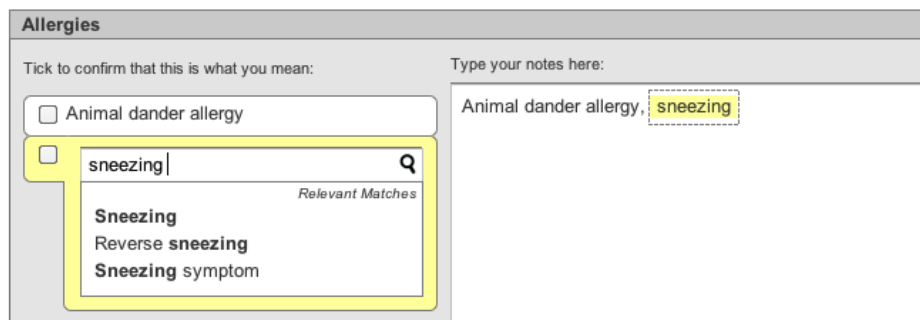 Allergies
Tick to confirm that this is what you mean:
Animal dander allergy
sneezing
Relevant Matches
Sneezing
Reverse sneezing
Sneezing symptom
Type your notes here:
Animal dander allergy, sneezing